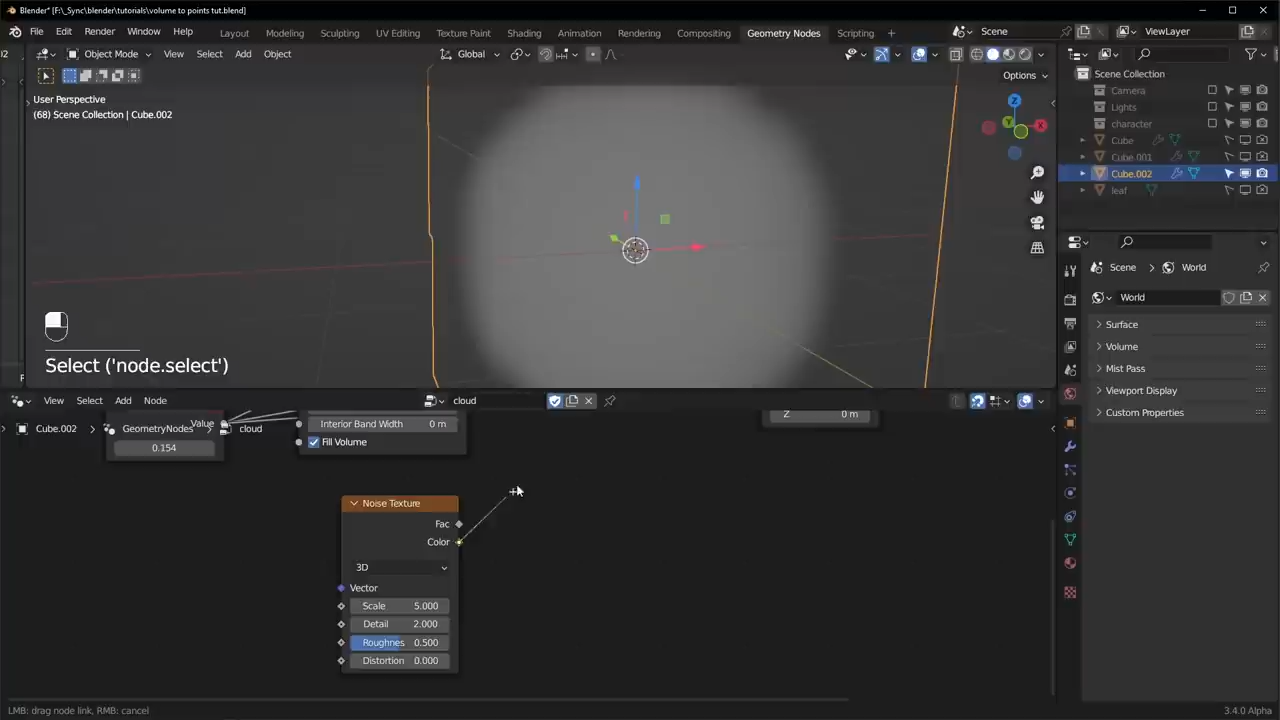 Blender* [F:\_Sync\blender\tutorials\volume to points tut.blend]
File Edit Render Window Help Layout Modeling Sculpting UV Editing Texture Paint Shading Animation Rendering Compositing Geometry Nodes Scripting + Scene ViewLayer
Object Mode View Select Add Object Global
Options
User Perspective
(68) Scene Collection | Cube.002
Z
Y
X
Select ('node.select')
Scene Collection
Camera
Lights
character
Cube
Cube.001
Cube.002
leaf
Scene World
World
Surface
Volume
Mist Pass
Viewport Display
Custom Properties
View Select Add Node cloud
Cube.002 GeometryNodes cloud
Value
0.154
Interior Band Width 0 m
Fill Volume
Z 0 m
Noise Texture
Fac
Color
3D
Vector
Scale 5.000
Detail 2.000
Roughnes 0.500
Distortion 0.000
LMB: drag node link, RMB: cancel
3.4.0 Alpha